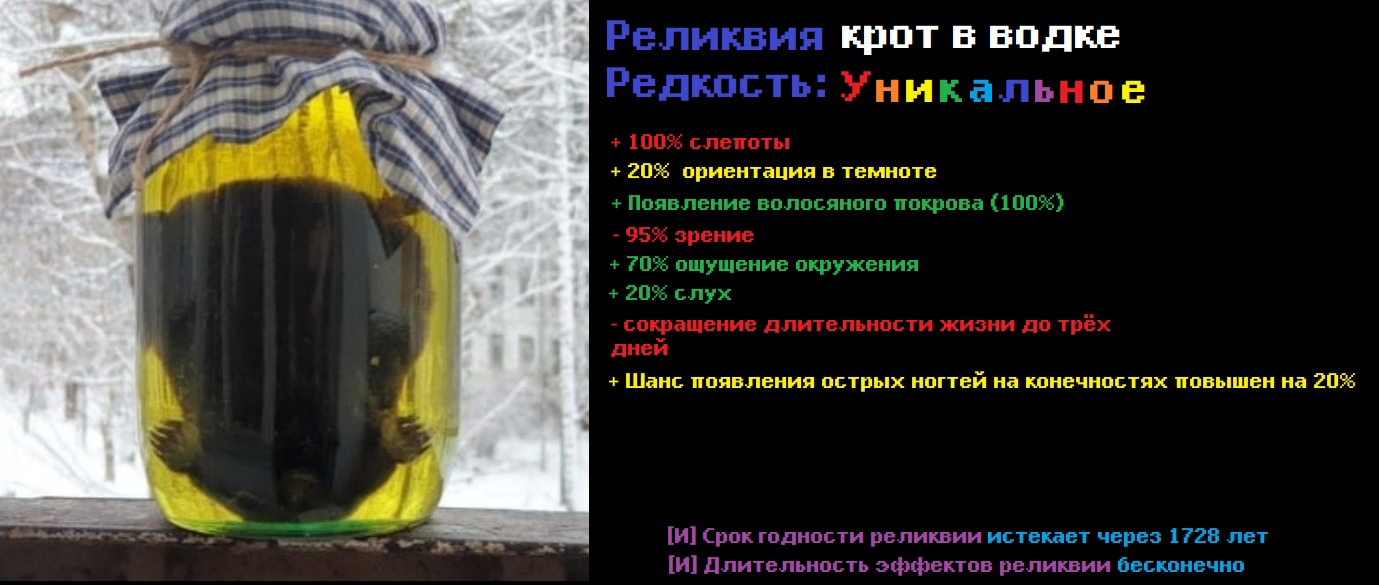 Реликвия крот в водке
Редкость: Уникальное
+ 100% слепоты
+ 20% ориентация в темноте
+ Появление волосяного покрова (100%)
- 95% зрение
+ 70% ощущение окружения
+ 20% слух
- сокращение длительности жизни до трёх
дней
+ Шанс появления острых ногтей на конечностях повышен на 20%
[И] Срок годности реликвии истекает через 1728 лет
[И] Длительность эффектов реликвии бесконечно